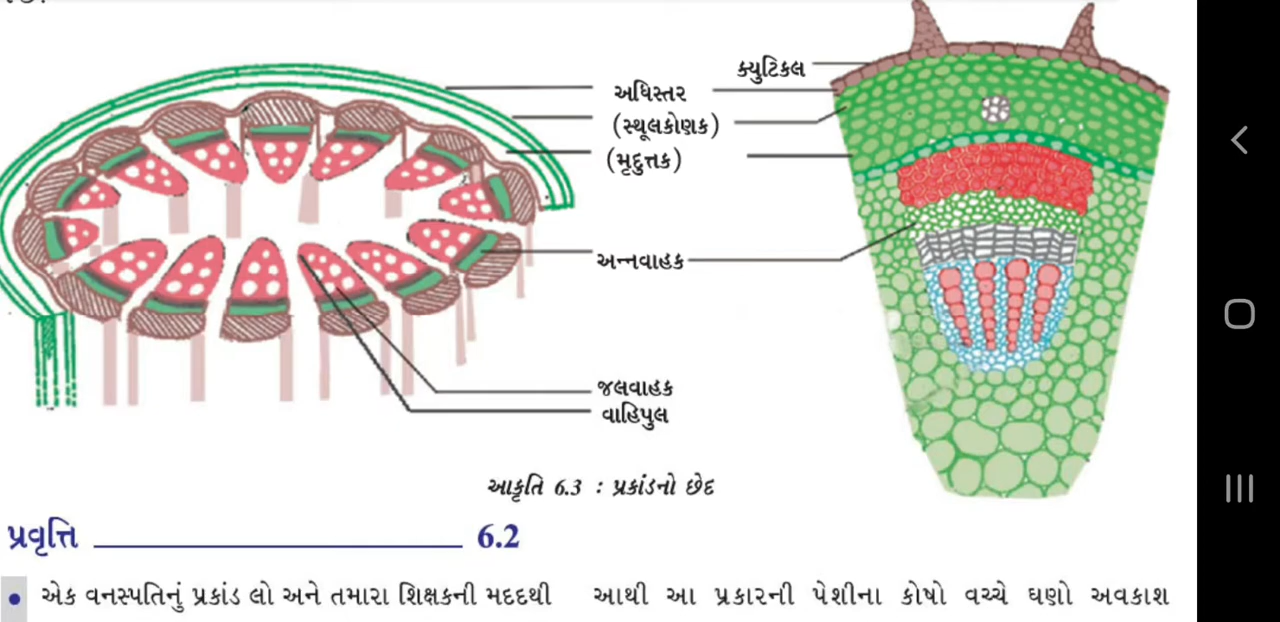 ક્યુટિકલ
અધિસ્તર
(સ્થૂલકોણક)
(મૃદુત્તક)
અન્નવાહક
જલવાહક
વાહિપુલ
આકૃતિ 6.3 : પ્રકાંડનો છેદ
પ્રવૃત્તિ 6.2
• એક વનસ્પતિનું પ્રકાંડ લો અને તમારા શિક્ષકની મદદથી
આથી આ પ્રકારની પેશીના કોષો વચ્ચે ઘણો અવકાશ